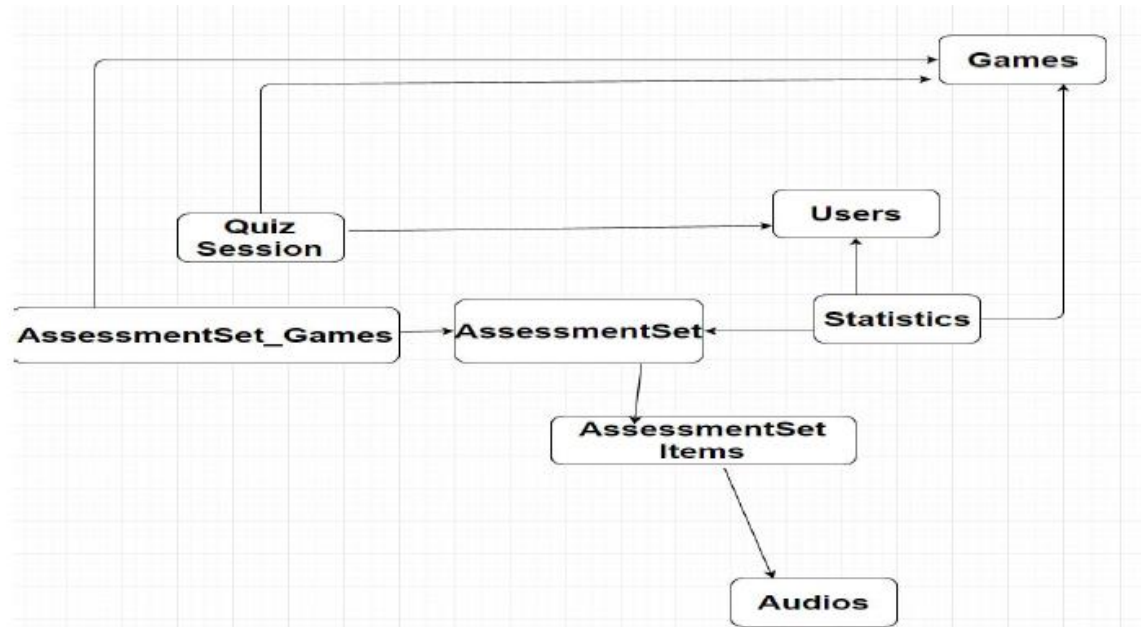 Games
Users
Quiz
Session
Statistics
AssessmentSet_Games
AssessmentSet
AssessmentSet
Items
Audios